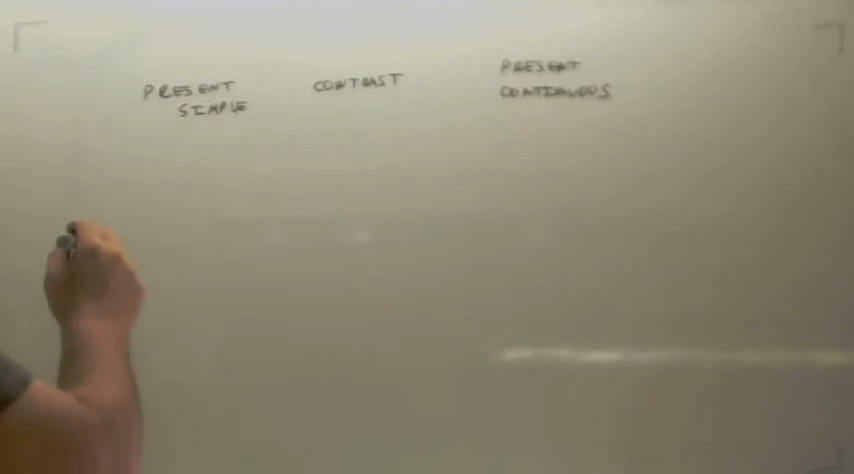 PRESENT
SIMPLE
CONTRAST
PRESENT
CONTINUOUS